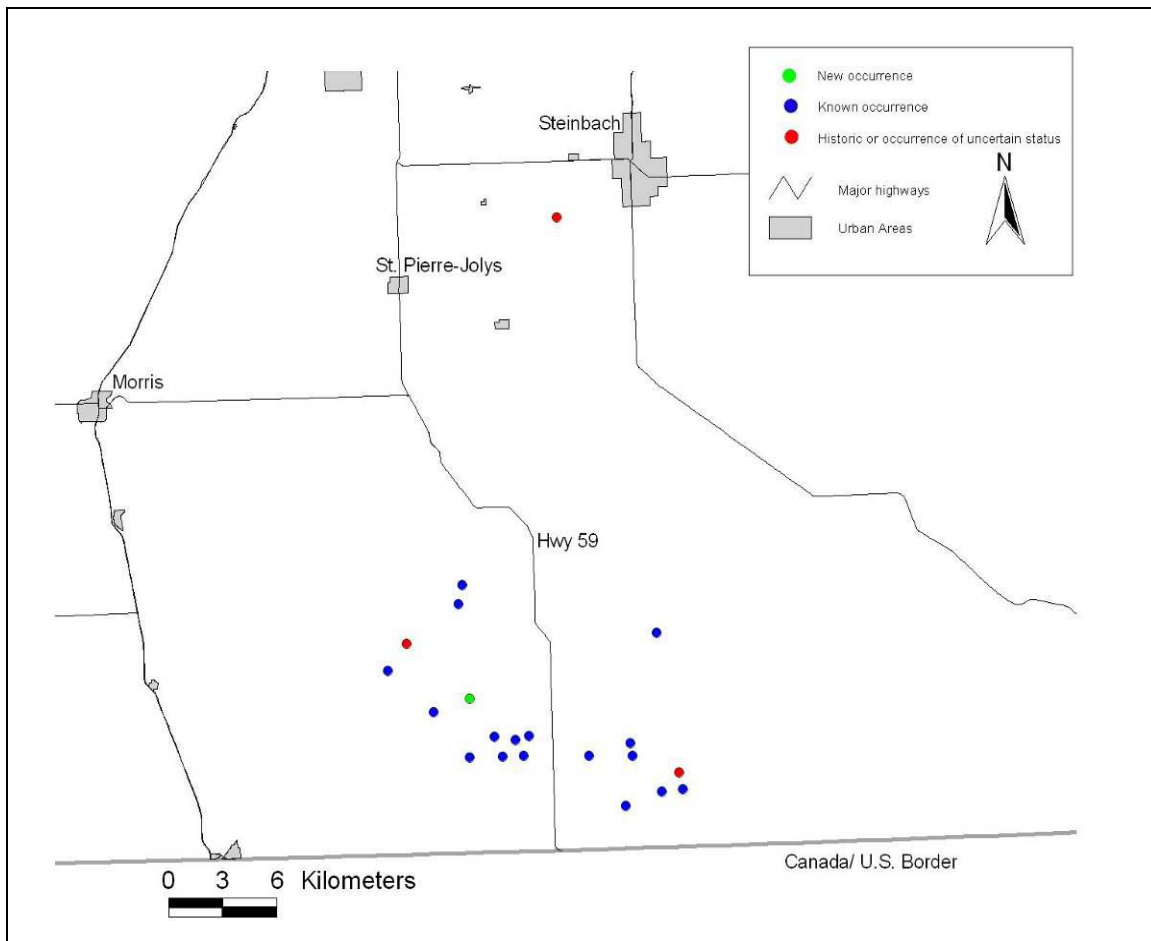 New occurrence
Known occurrence
Historic or occurrence of uncertain status
N
Major highways
Urban Areas
Steinbach
St. Pierre-Jolys
Morris
Hwy 59
Canada/ U.S. Border
0 3 6 Kilometers